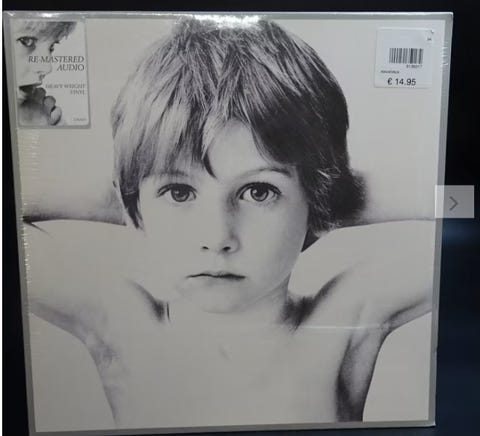 RE-MASTERED
AUDIO
HEAVY WEIGHT
VINYL
€ 14.95